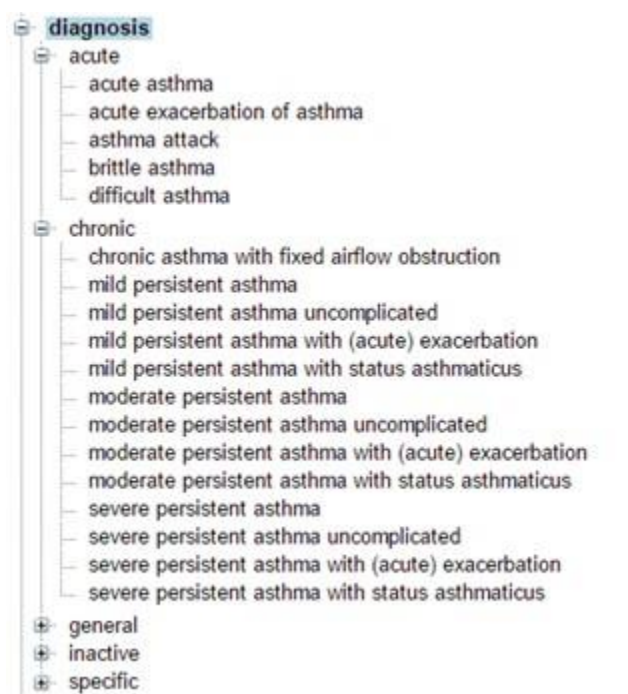 diagnosis
acute
acute asthma
acute exacerbation of asthma
asthma attack
brittle asthma
difficult asthma
chronic
chronic asthma with fixed airflow obstruction
mild persistent asthma
mild persistent asthma uncomplicated
mild persistent asthma with (acute) exacerbation
mild persistent asthma with status asthmaticus
moderate persistent asthma
moderate persistent asthma uncomplicated
moderate persistent asthma with (acute) exacerbation
moderate persistent asthma with status asthmaticus
severe persistent asthma
severe persistent asthma uncomplicated
severe persistent asthma with (acute) exacerbation
severe persistent asthma with status asthmaticus
general
inactive
specific